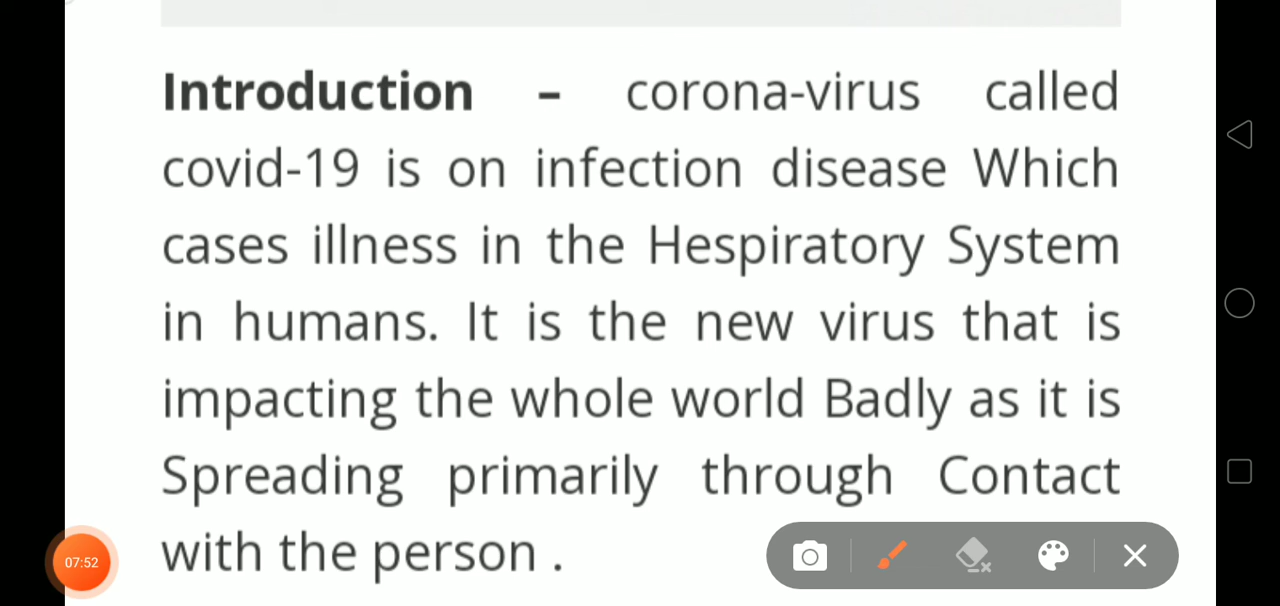 Introduction – corona-virus called
covid-19 is on infection disease Which
cases illness in the Hespiratory System
in humans. It is the new virus that is
impacting the whole world Badly as it is
Spreading primarily through Contact
with the person .
07:52